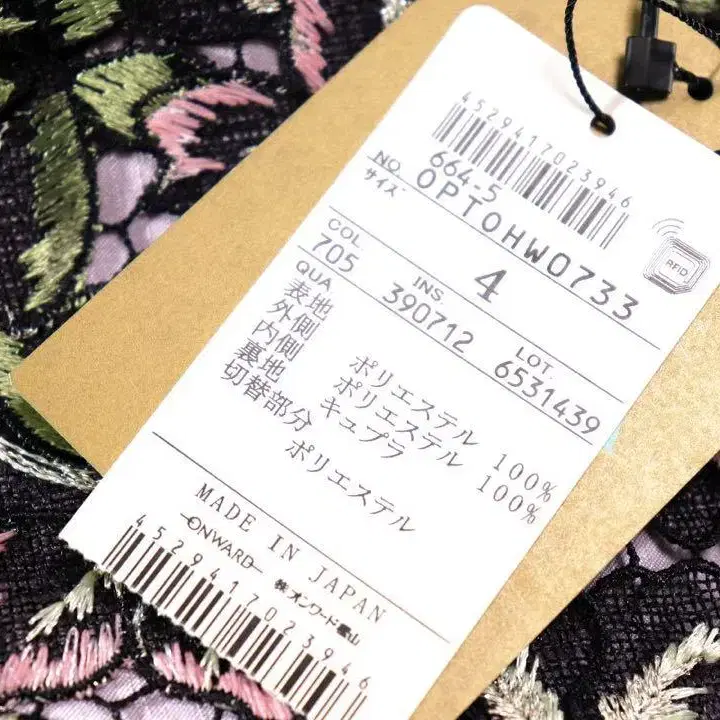 4529417023946
664-5
NO. OPT0HW0733
サイズ 4
COL. INS. LOT.
705 390712 6531439
QUA
表地
外側 ポリエステル 100%
内側 ポリエステル 100%
裏地 キュプラ
切替部分 ポリエステル
MADE IN JAPAN
ONWARD ㈱オンワード樫山
4529417023946
RFID